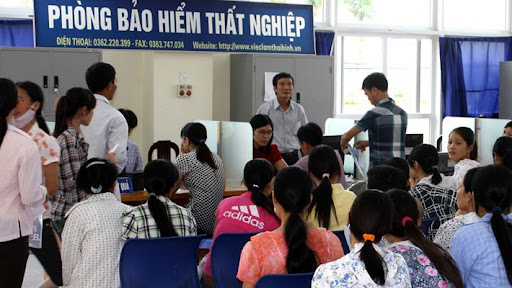 PHÒNG BẢO HIỂM THẤT NGHIỆP
ĐIỆN THOẠI: 0362.220.399 - FAX: 0363.747.034 Website: http://www.vieclamthaibinh.vn
adidas